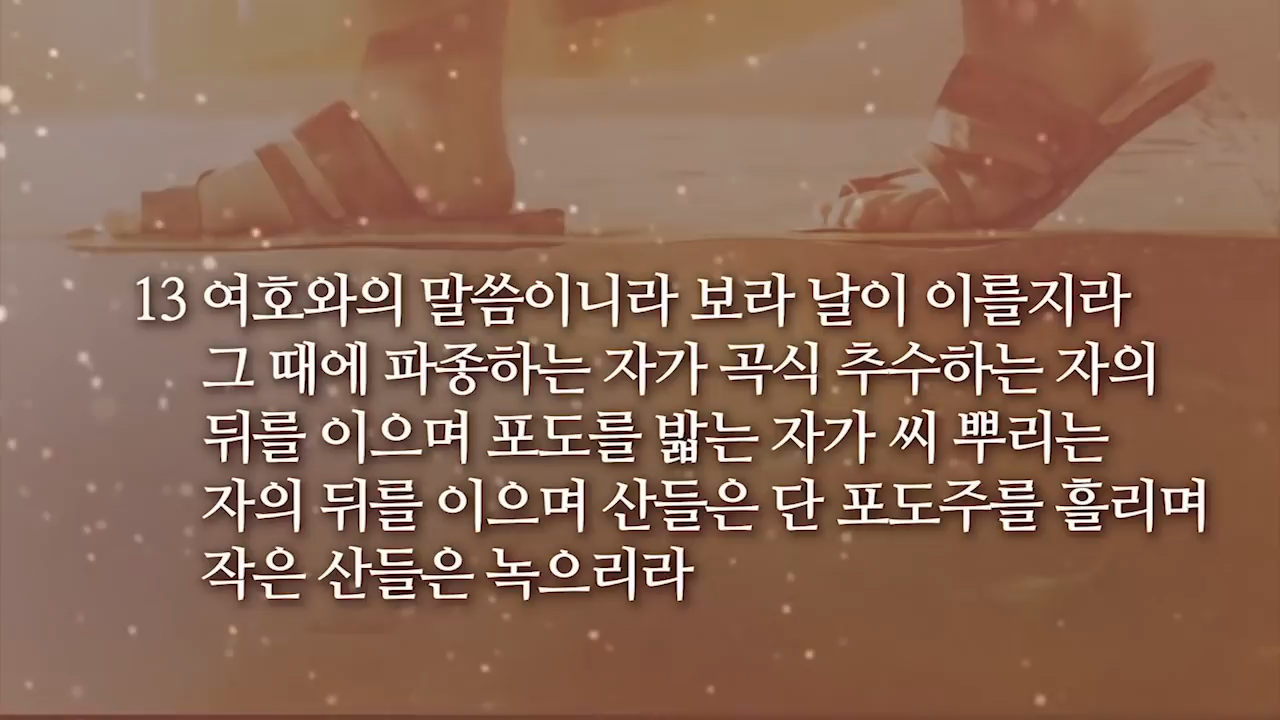 13 여호와의 말씀이니라 보라 날이 이를지라
그 때에 파종하는 자가 곡식 추수하는 자의
뒤를 이으며 포도를 밟는 자가 씨 뿌리는
자의 뒤를 이으며 산들은 단 포도주를 흘리며
작은 산들은 녹으리라